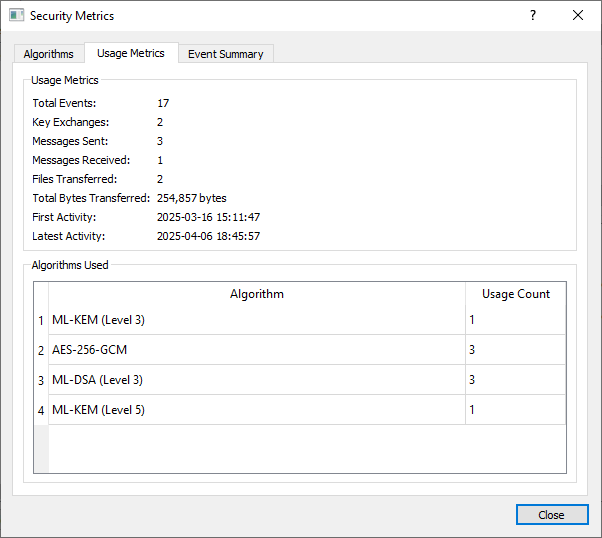 Security Metrics
?
Algorithms Usage Metrics Event Summary
Usage Metrics
Total Events: 17
Key Exchanges: 2
Messages Sent: 3
Messages Received: 1
Files Transferred: 2
Total Bytes Transferred: 254,857 bytes
First Activity: 2025-03-16 15:11:47
Latest Activity: 2025-04-06 18:45:57
Algorithms Used
Algorithm Usage Count
1 ML-KEM (Level 3) 1
2 AES-256-GCM 3
3 ML-DSA (Level 3) 3
4 ML-KEM (Level 5) 1
Close